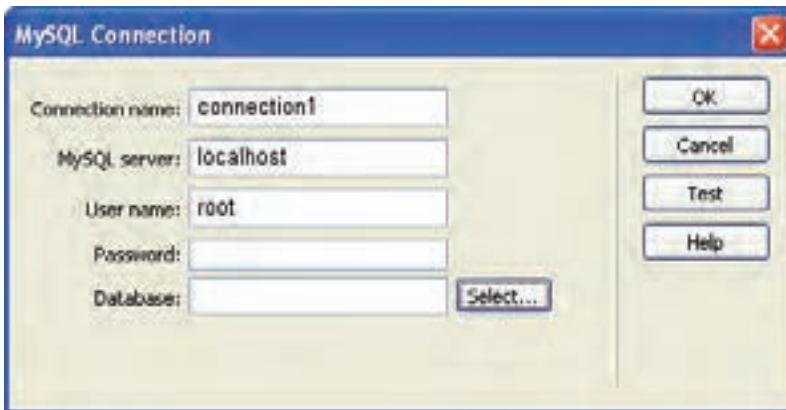 MySQL Connection
Connection name: connection1
OK
MySQL server: localhost
Cancel
User name: root
Test
Password:
Help
Database:
Select...